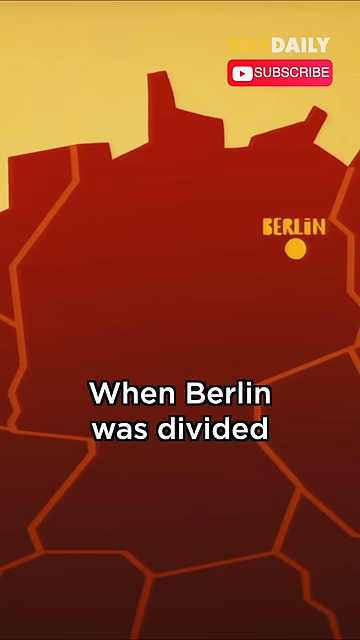 DAILY
SUBSCRIBE
BERLiN
When Berlin
was divided